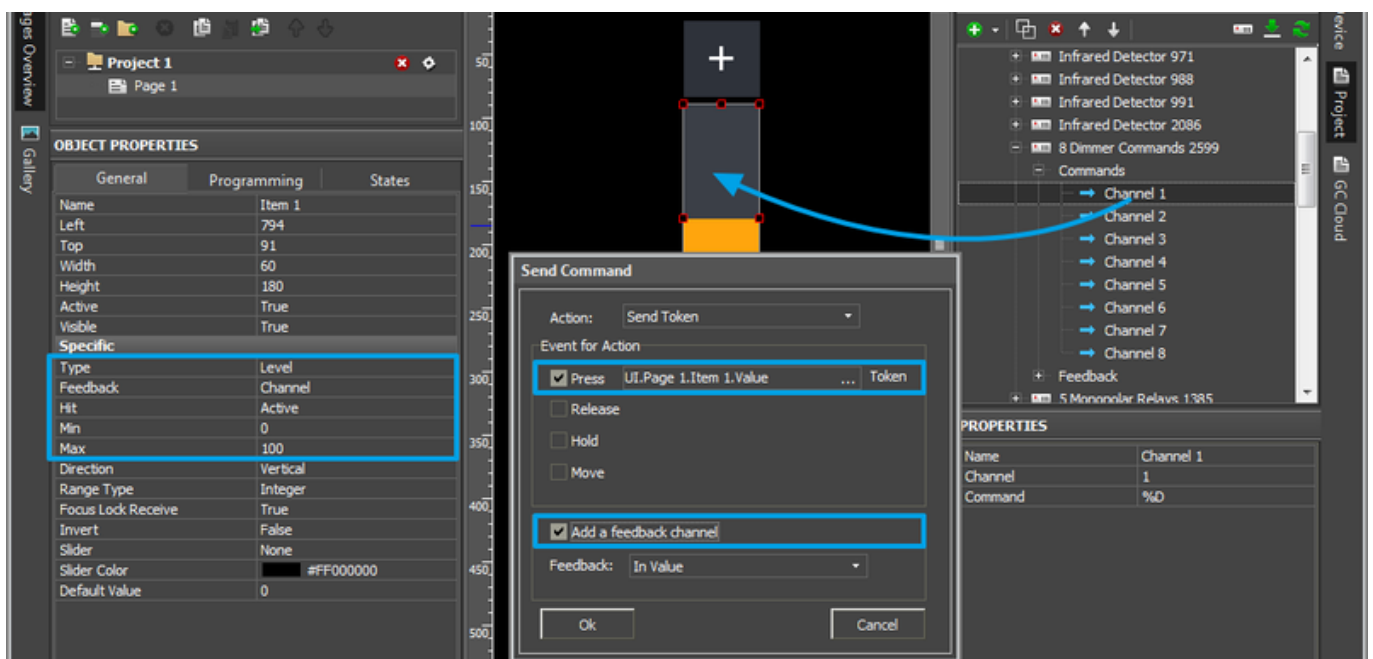 ages Overview
Gallery
Project 1
Page 1
OBJECT PROPERTIES
General Programming States
Name Item 1
Left 794
Top 91
Width 60
Height 180
Active True
Visible True
Specific
Type Level
Feedback Channel
Hit Active
Min 0
Max 100
Direction Vertical
Range Type Integer
Focus Lock Receive True
Invert False
Slider None
Slider Color #FF000000
Default Value 0
50
100
150
200
250
300
350
400
450
500
+
Send Command
Action: Send Token
Event for Action
Press UI.Page 1.Item 1.Value ... Token
Release
Hold
Move
Add a feedback channel
Feedback: In Value
Ok Cancel
Infrared Detector 971
Infrared Detector 988
Infrared Detector 991
Infrared Detector 2086
8 Dimmer Commands 2599
Commands
Channel 1
Channel 2
Channel 3
Channel 4
Channel 5
Channel 6
Channel 7
Channel 8
Feedback
5 Monopolar Relays 1385
PROPERTIES
Name Channel 1
Channel 1
Command %D
evice
Project
GC Cloud